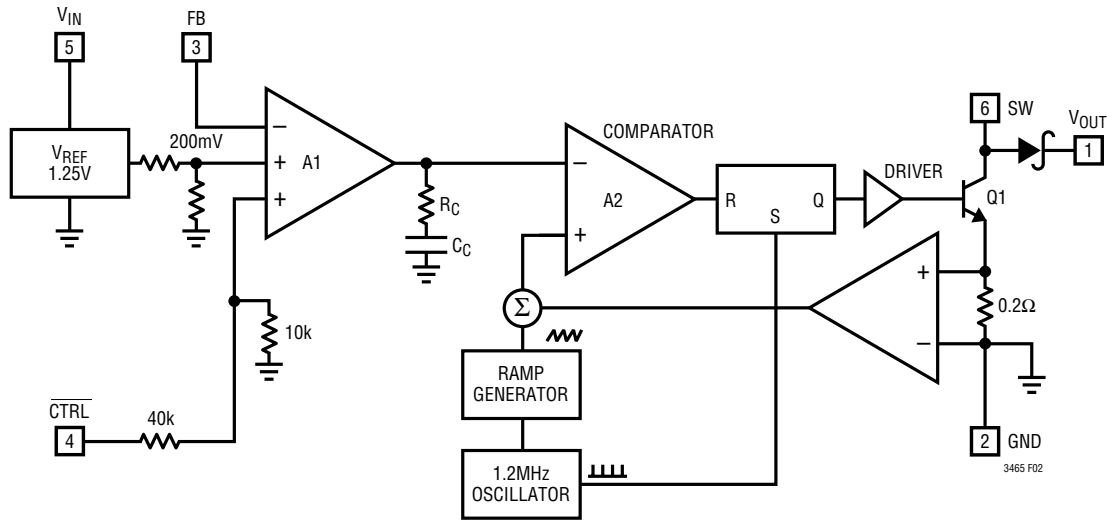 VIN
5
FB
3
VREF
1.25V
200mV
−
+
+
A1
RC
CC
10k
CTRL
4
40k
COMPARATOR
−
+
A2
R
S
Q
DRIVER
6
SW
VOUT
1
Q1
+
−
0.2Ω
2
GND
Σ
RAMP
GENERATOR
1.2MHz
OSCILLATOR
3465 F02